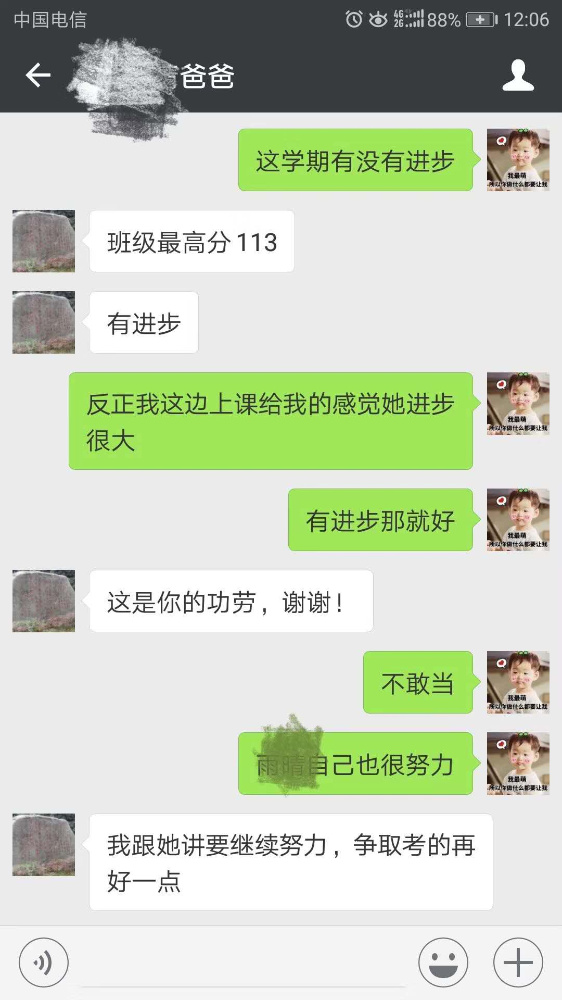 中国电信
4G 2G 88% 12:06
爸爸
这学期有没有进步
我最萌
所以你做什么都要让我
班级最高分113
有进步
反正我这边上课给我的感觉她进步
很大
我最萌
所以你做什么都要让我
有进步那就好
我最萌
所以你做什么都要让我
这是你的功劳，谢谢！
不敢当
我最萌
所以你做什么都要让我
自己也很努力
我最萌
所以你做什么都要让我
我跟她讲要继续努力，争取考的再
好一点